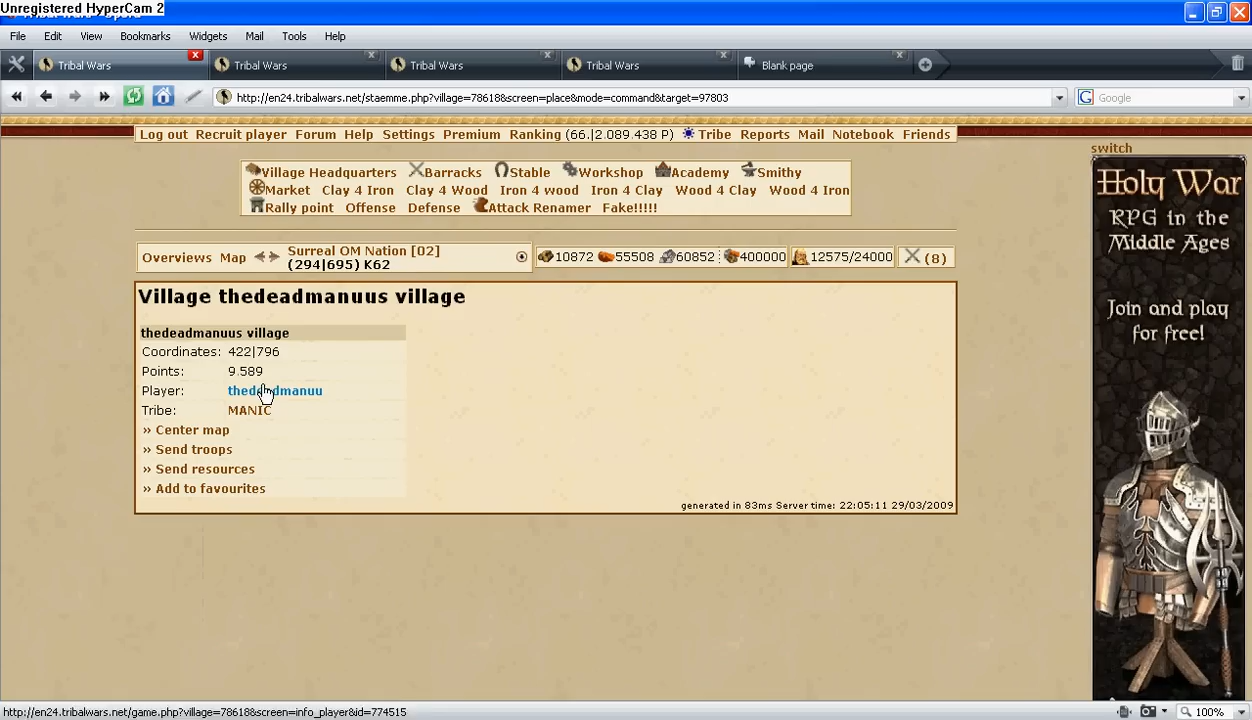 Unregistered HyperCam 2
File Edit View Bookmarks Widgets Mail Tools Help
Tribal Wars Tribal Wars Tribal Wars Tribal Wars Blank page
http://en24.tribalwars.net/staemme.php?village=78618&screen=place&mode=command&target=97803 Google
Log out Recruit player Forum Help Settings Premium Ranking (66.|2.089.438 P) Tribe Reports Mail Notebook Friends
switch
Village Headquarters Barracks Stable Workshop Academy Smithy
Market Clay 4 Iron Clay 4 Wood Iron 4 wood Iron 4 Clay Wood 4 Clay Wood 4 Iron
Rally point Offense Defense Attack Renamer Fake!!!!!
Overviews Map Surreal OM Nation [02]
(294|695) K62
10872 55508 60852 400000 12575/24000 (8)
Village thedeadmanuus village
thedeadmanuus village
Coordinates: 422|796
Points: 9.589
Player: thedeadmanuu
Tribe: MANIC
» Center map
» Send troops
» Send resources
» Add to favourites
generated in 83ms Server time: 22:05:11 29/03/2009
Holy War
RPG in the
Middle Ages
Join and play
for free!
http://en24.tribalwars.net/game.php?village=78618&screen=info_player&id=774515
100%